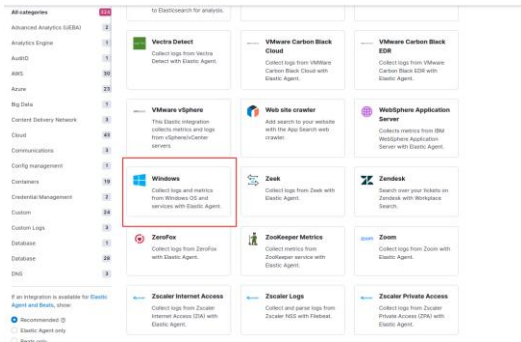 to Elasticsearch for analysis.
All categories 324
Advanced Analytics (UEBA) 2
Analytics Engine 1
AuditD 1
AWS 30
Azure 23
Big Data 1
Content Delivery Network 3
Cloud
Communications 3
Config management 1
Containers 19
Credential Management 2
Custom 24
Custom Logs 3
Database 1
Database 28
DNS 3
If an integration is available for Elastic
Agent and Beats, show:
Recommended
Elastic Agent only
Beats only
Vectra Detect
Collect logs from Vectra
Detect with Elastic Agent.
VMware Carbon Black
Cloud
Collect logs from VMWare
Carbon Black Cloud with
Elastic Agent.
VMware Carbon Black
EDR
Collect logs from VMWare
Carbon Black EDR with
Elastic Agent.
VMware vSphere
This Elastic integration
collects metrics and logs
from vSphere/vCenter
servers
Web site crawler
Add search to your website
with the App Search web
crawler.
WebSphere Application
Server
Collects metrics from IBM
WebSphere Application
Server with Elastic Agent.
Windows
Collect logs and metrics
from Windows OS and
services with Elastic Agent.
Zeek
Collect logs from Zeek with
Elastic Agent.
Zendesk
Search over your tickets on
Zendesk with Workplace
Search.
ZeroFox
Collect logs from ZeroFox
with Elastic Agent.
ZooKeeper Metrics
Collect metrics from
ZooKeeper service with
Elastic Agent.
zoom Zoom
Collect logs from Zoom with
Elastic Agent.
Zscaler Internet Access
Collect logs from Zscaler
Internet Access (ZIA) with
Elastic Agent.
Zscaler Logs
Collect and parse logs from
Zscaler NSS with Filebeat.
Zscaler Private Access
Collect logs from Zscaler
Private Access (ZPA) with
Elastic Agent.